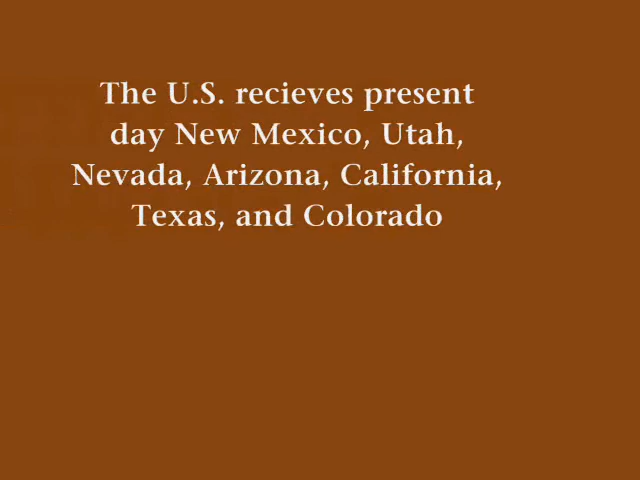 The U.S. recieves present
day New Mexico, Utah,
Nevada, Arizona, California,
Texas, and Colorado